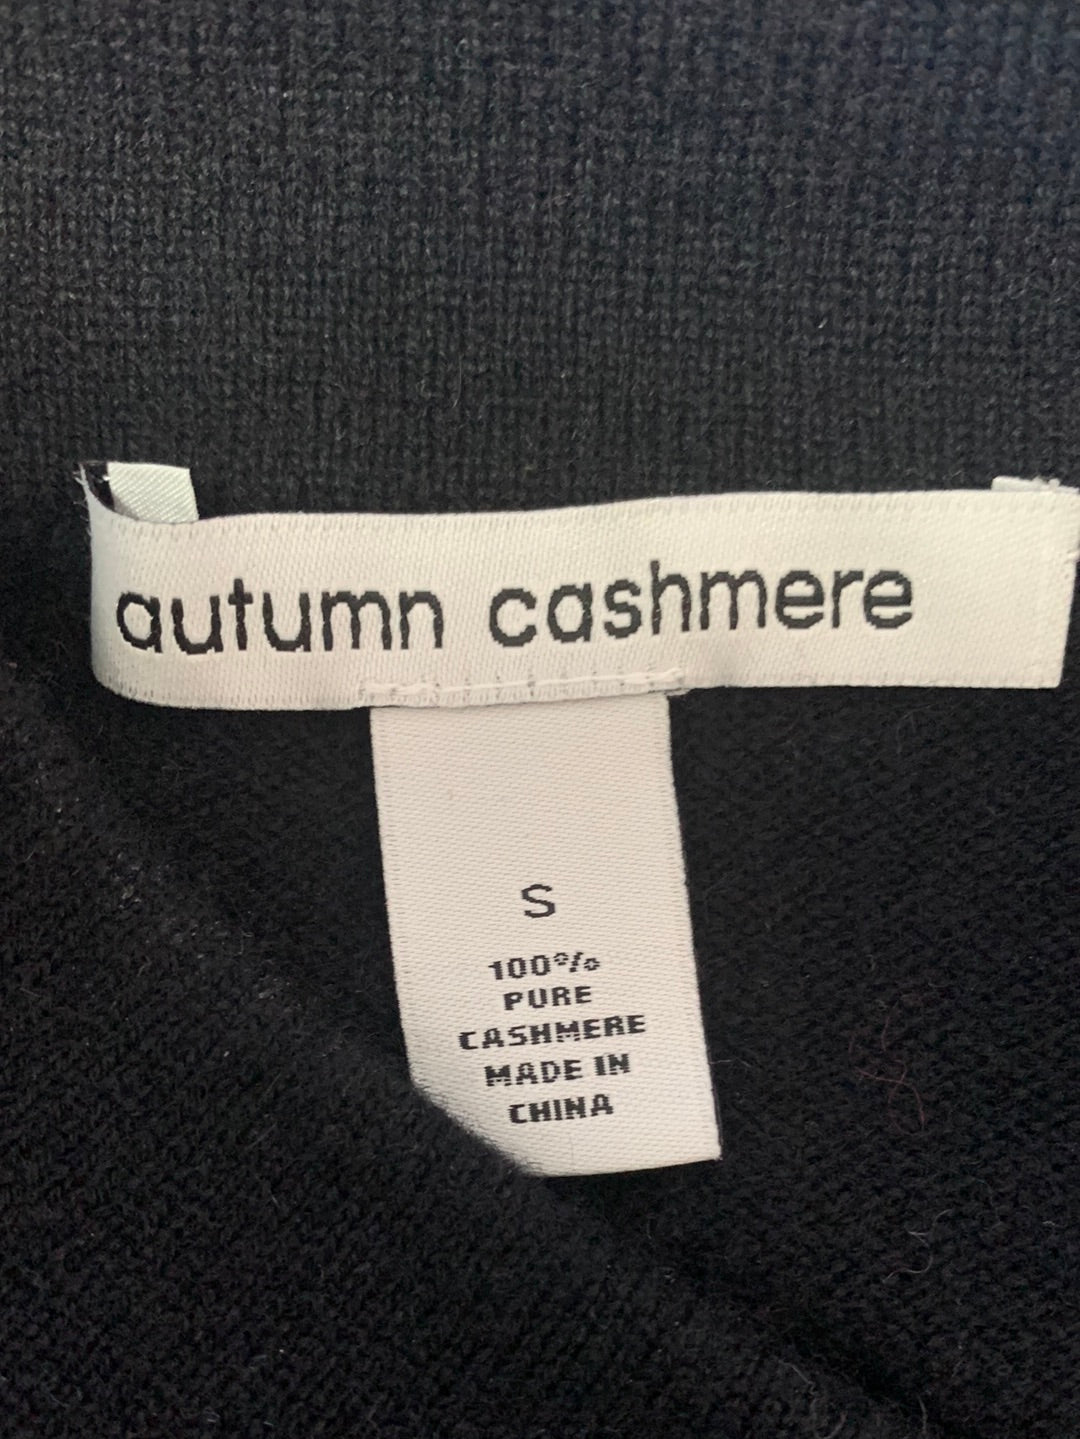 autumn cashmere
S
100%
PURE
CASHMERE
MADE IN
CHINA